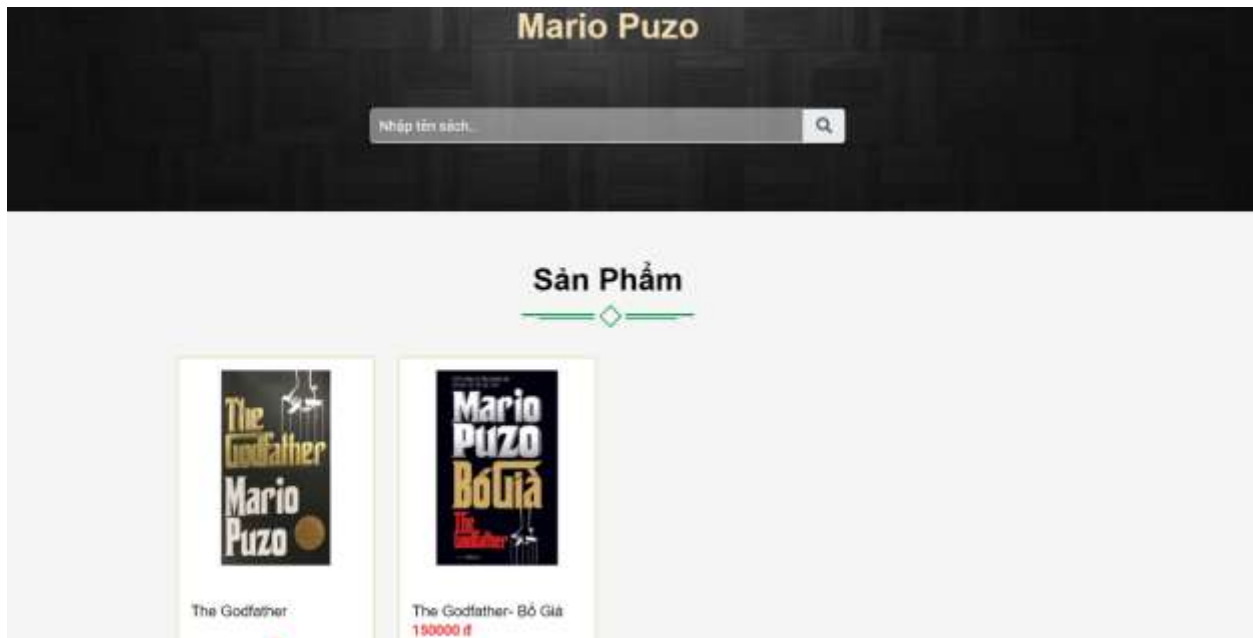 Mario Puzo
Nhập tên sách...
Sản Phẩm
The
Godfather
Mario
Puzo
Mario
Puzo
Bố Già
The
Godfather
The Godfather
The Godfather- Bố Già
150000 đ